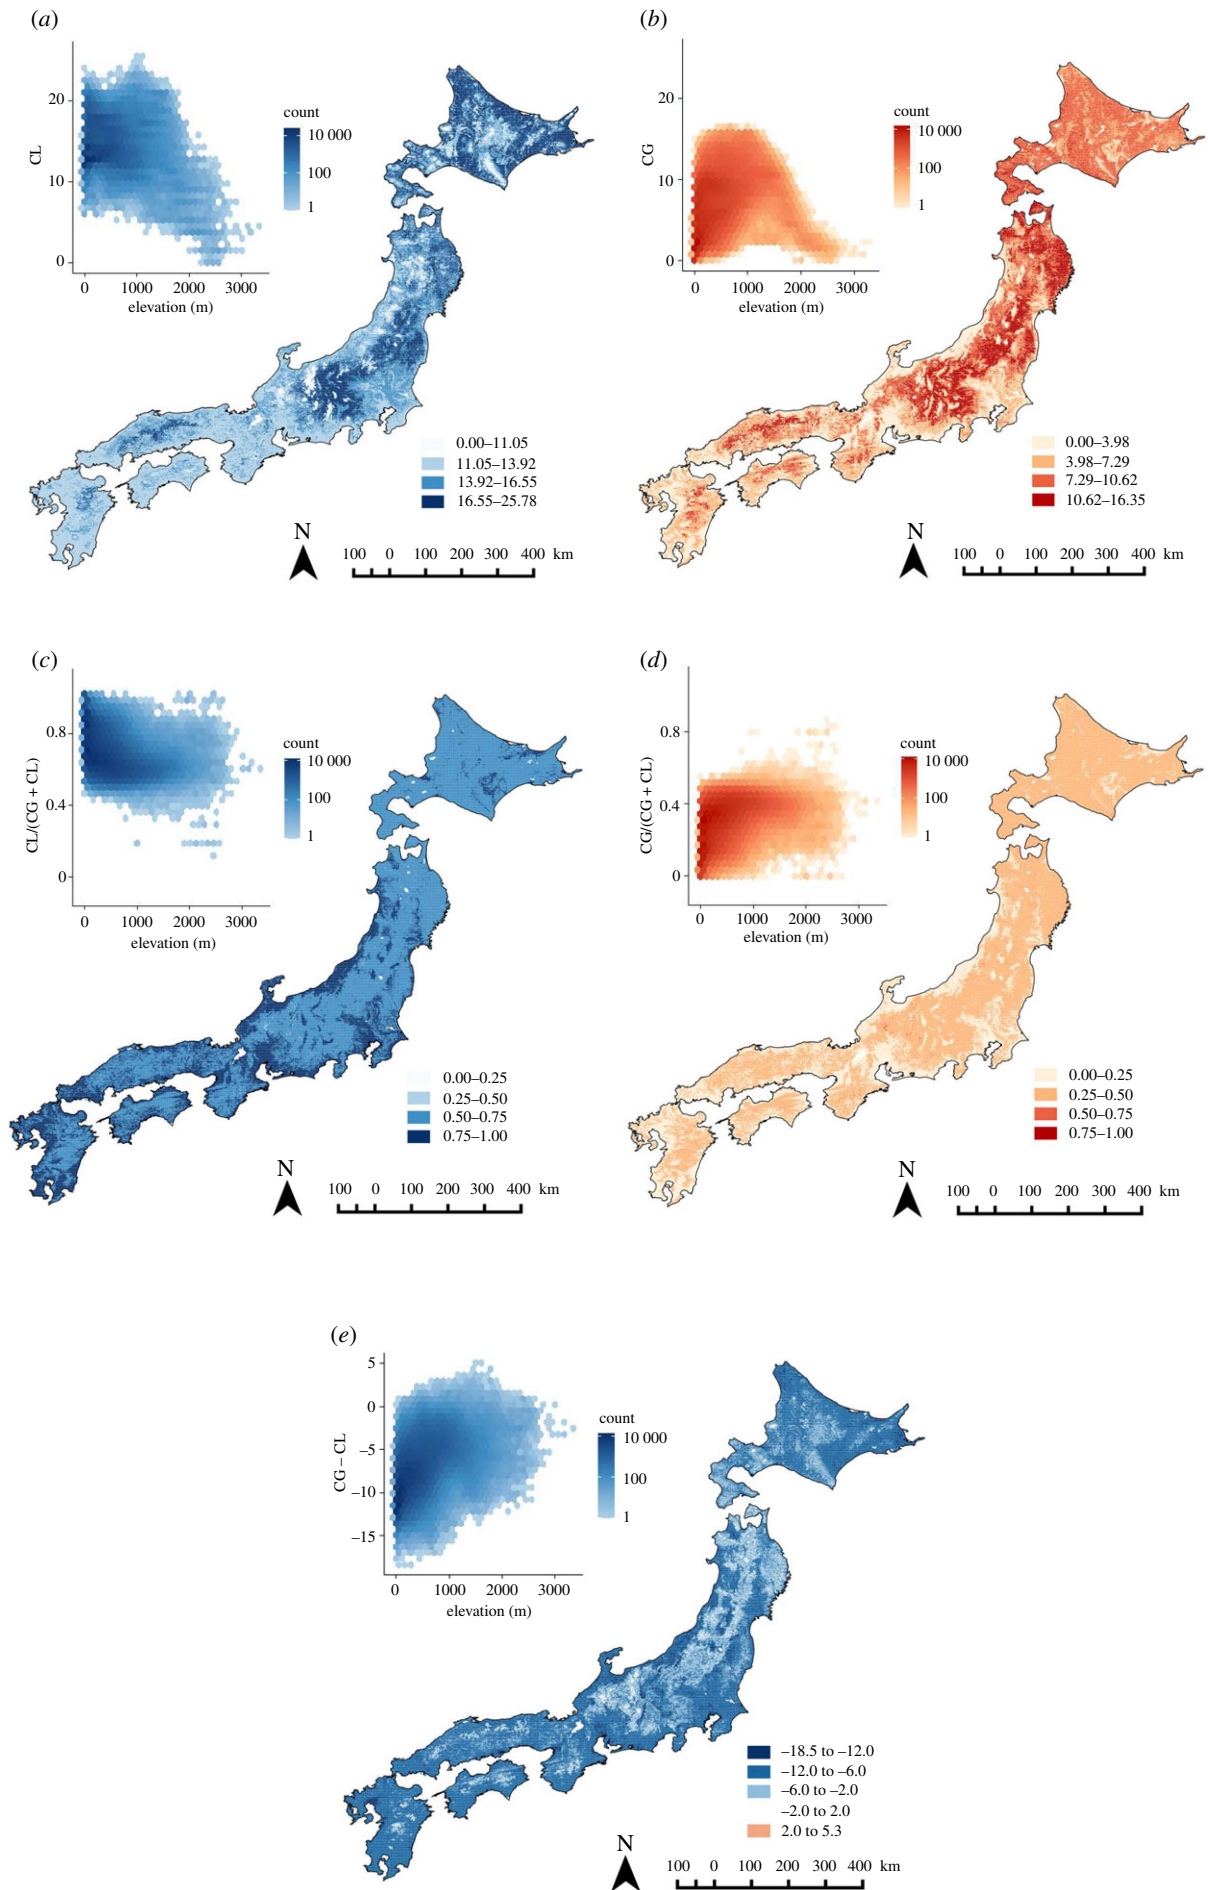 (a)
CL
20
10
0
0 1000 2000 3000
elevation (m)
count
10 000
100
1
0.00–11.05
11.05–13.92
13.92–16.55
16.55–25.78
N
100 0 100 200 300 400 km
(b)
CG
20
10
0
0 1000 2000 3000
elevation (m)
count
10 000
100
1
0.00–3.98
3.98–7.29
7.29–10.62
10.62–16.35
N
100 0 100 200 300 400 km
(c)
CL/(CG + CL)
0.8
0.4
0
0 1000 2000 3000
elevation (m)
count
10 000
100
1
0.00–0.25
0.25–0.50
0.50–0.75
0.75–1.00
N
100 0 100 200 300 400 km
(d)
CG/(CG + CL)
0.8
0.4
0
0 1000 2000 3000
elevation (m)
count
10 000
100
1
0.00–0.25
0.25–0.50
0.50–0.75
0.75–1.00
N
100 0 100 200 300 400 km
(e)
CG – CL
5
0
–5
–10
–15
0 1000 2000 3000
elevation (m)
count
10 000
100
1
–18.5 to –12.0
–12.0 to –6.0
–6.0 to –2.0
–2.0 to 2.0
2.0 to 5.3
N
100 0 100 200 300 400 km